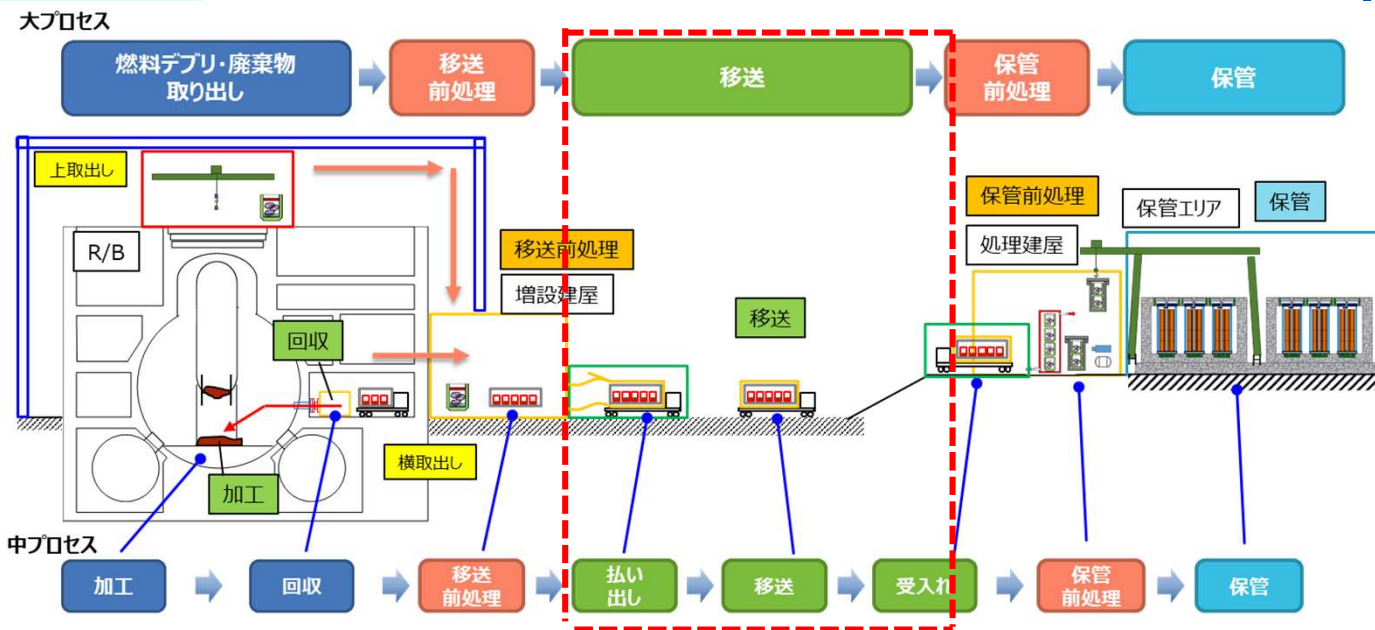 大プロセス
燃料デブリ・廃棄物
取り出し
移送
前処理
移送
保管
前処理
保管
上取出し
R/B
回収
加工
横取出し
移送前処理
増設建屋
移送
保管前処理
処理建屋
保管エリア
保管
中プロセス
加工
回収
移送
前処理
払い
出し
移送
受入れ
保管
前処理
保管